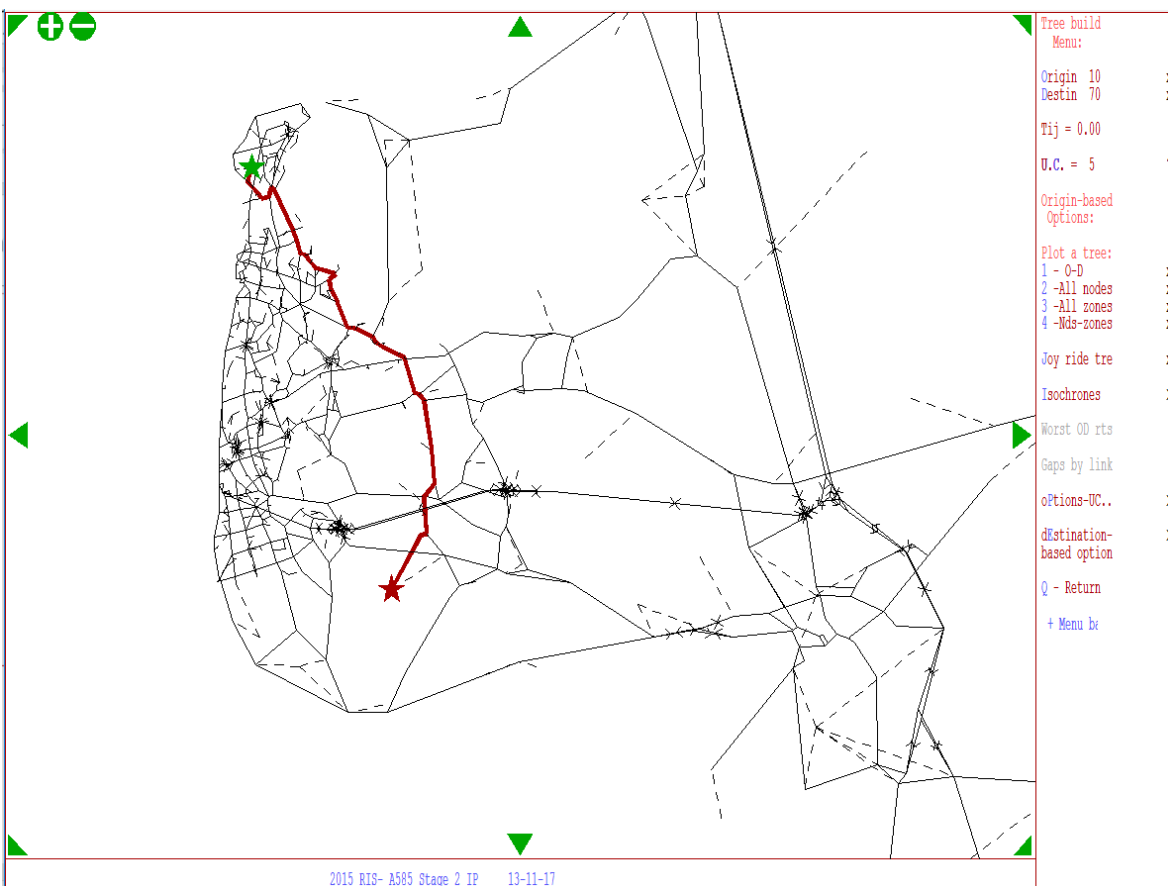 Tree build
Menu:
Origin 10
Destin 70
Tij = 0.00
U.C. = 5
Origin-based
Options:
Plot a tree:
1 - O-D
2 -All nodes
3 -All zones
4 -Nds-zones
Joy ride tre
Isochrones
Worst OD rts
Gaps by link
oPtions-UC..
dEstination-
based option
Q - Return
+ Menu ba
2015 RIS- A585 Stage 2 IP 13-11-17